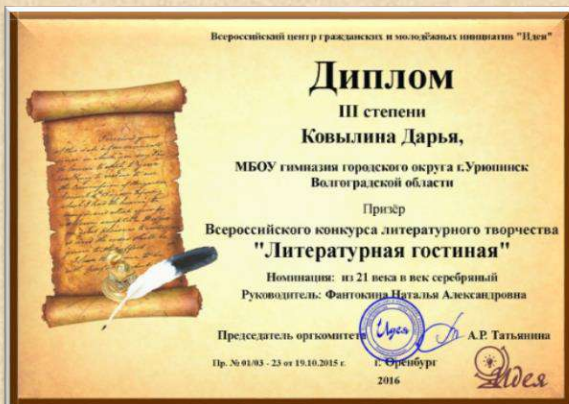 Всероссийский центр гражданских и молодёжных инициатив "Идея"
Диплом
III степени
Ковылина Дарья,
МБОУ гимназия городского округа г.Урюпинск
Волгоградской области
Призёр
Всероссийского конкурса литературного творчества
"Литературная гостиная"
Номинация: из 21 века в век серебряный
Руководитель: Фантокина Наталья Александровна
Председатель оргкомитета
Идея
А.Р. Татьянина
Пр. № 01/03 - 23 от 19.10.2015 г.
г. Оренбург
2016
Идея